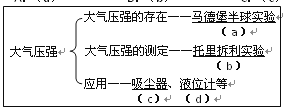 大气压强的存在——马德堡半球实验
(a)
大气压强
大气压强的测定——托里拆利实验
(b)
应用——吸尘器、液位计等
(c) (d)